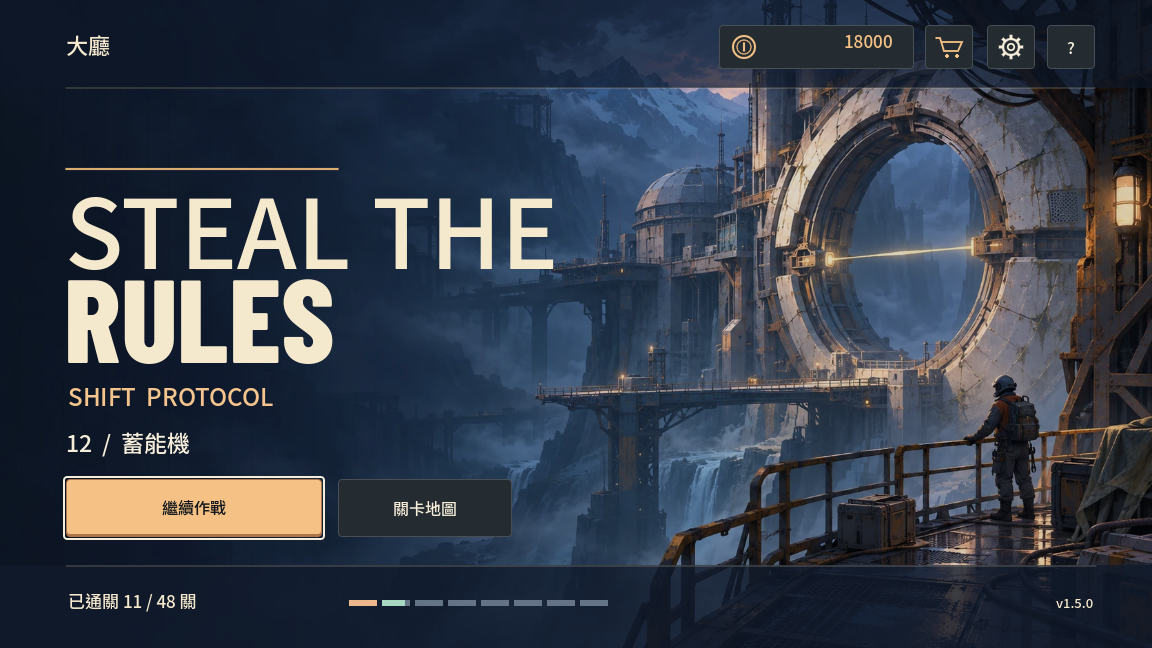 大廳
18000
?
STEAL THE
RULES
SHIFT PROTOCOL
12 / 蓄能機
繼續作戰
關卡地圖
已通關 11 / 48 關
v1.5.0